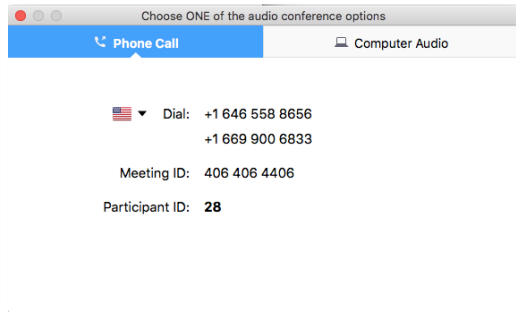 Choose ONE of the audio conference options
Phone Call Computer Audio
Dial: +1 646 558 8656
+1 669 900 6833
Meeting ID: 406 406 4406
Participant ID: 28